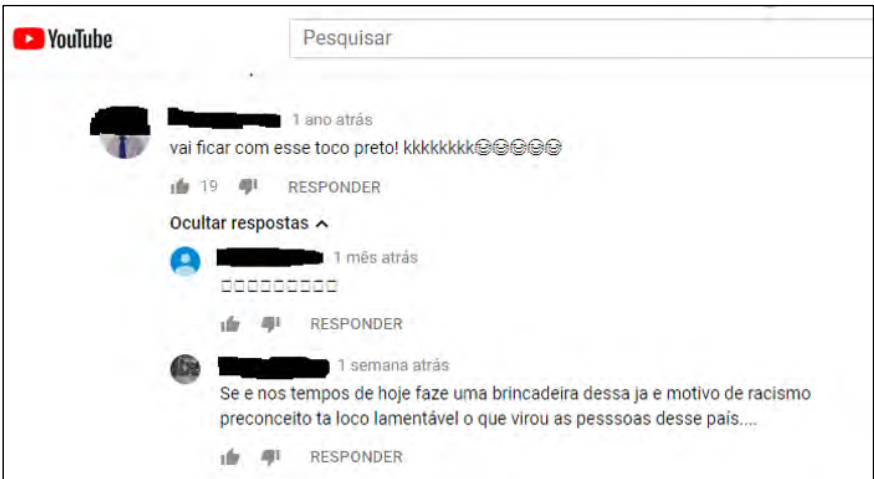 YouTube
Pesquisar
1 ano atrás
vai ficar com esse toco preto! kkkkkkkk😂😂😂😂😂
19 RESPONDER
Ocultar respostas
1 mês atrás
□□□□□□□□□
RESPONDER
1 semana atrás
Se e nos tempos de hoje faze uma brincadeira dessa ja e motivo de racismo
preconceito ta loco lamentável o que virou as pesssoas desse país....
RESPONDER